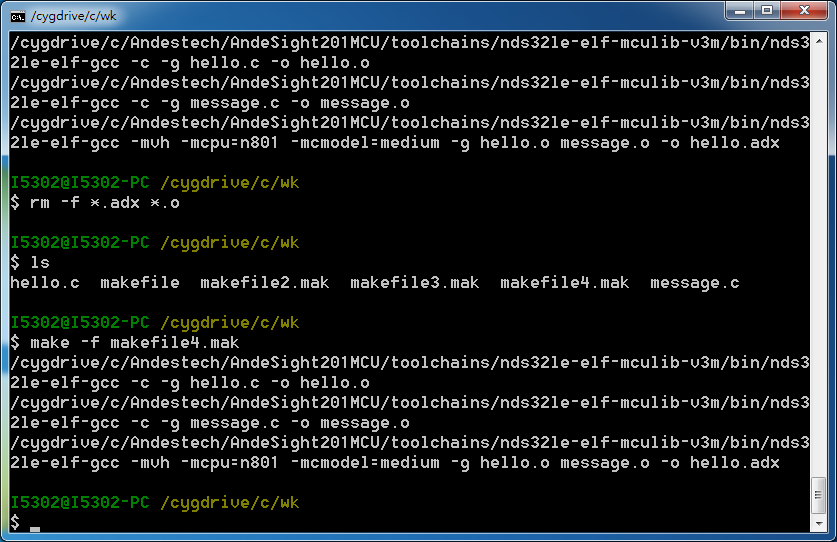 /cygdrive/c/wk
/cygdrive/c/Andestech/AndeSight201MCU/toolchains/nds32le-elf-mculib-v3m/bin/nds3
2le-elf-gcc -c -g hello.c -o hello.o
/cygdrive/c/Andestech/AndeSight201MCU/toolchains/nds32le-elf-mculib-v3m/bin/nds3
2le-elf-gcc -c -g message.c -o message.o
/cygdrive/c/Andestech/AndeSight201MCU/toolchains/nds32le-elf-mculib-v3m/bin/nds3
2le-elf-gcc -mvh -mcpu=n801 -mcmodel=medium -g hello.o message.o -o hello.adx
I5302@I5302-PC /cygdrive/c/wk
$ rm -f *.adx *.o
I5302@I5302-PC /cygdrive/c/wk
$ ls
hello.c  makefile  makefile2.mak  makefile3.mak  makefile4.mak  message.c
I5302@I5302-PC /cygdrive/c/wk
$ make -f makefile4.mak
/cygdrive/c/Andestech/AndeSight201MCU/toolchains/nds32le-elf-mculib-v3m/bin/nds3
2le-elf-gcc -c -g hello.c -o hello.o
/cygdrive/c/Andestech/AndeSight201MCU/toolchains/nds32le-elf-mculib-v3m/bin/nds3
2le-elf-gcc -c -g message.c -o message.o
/cygdrive/c/Andestech/AndeSight201MCU/toolchains/nds32le-elf-mculib-v3m/bin/nds3
2le-elf-gcc -mvh -mcpu=n801 -mcmodel=medium -g hello.o message.o -o hello.adx
I5302@I5302-PC /cygdrive/c/wk
$ _